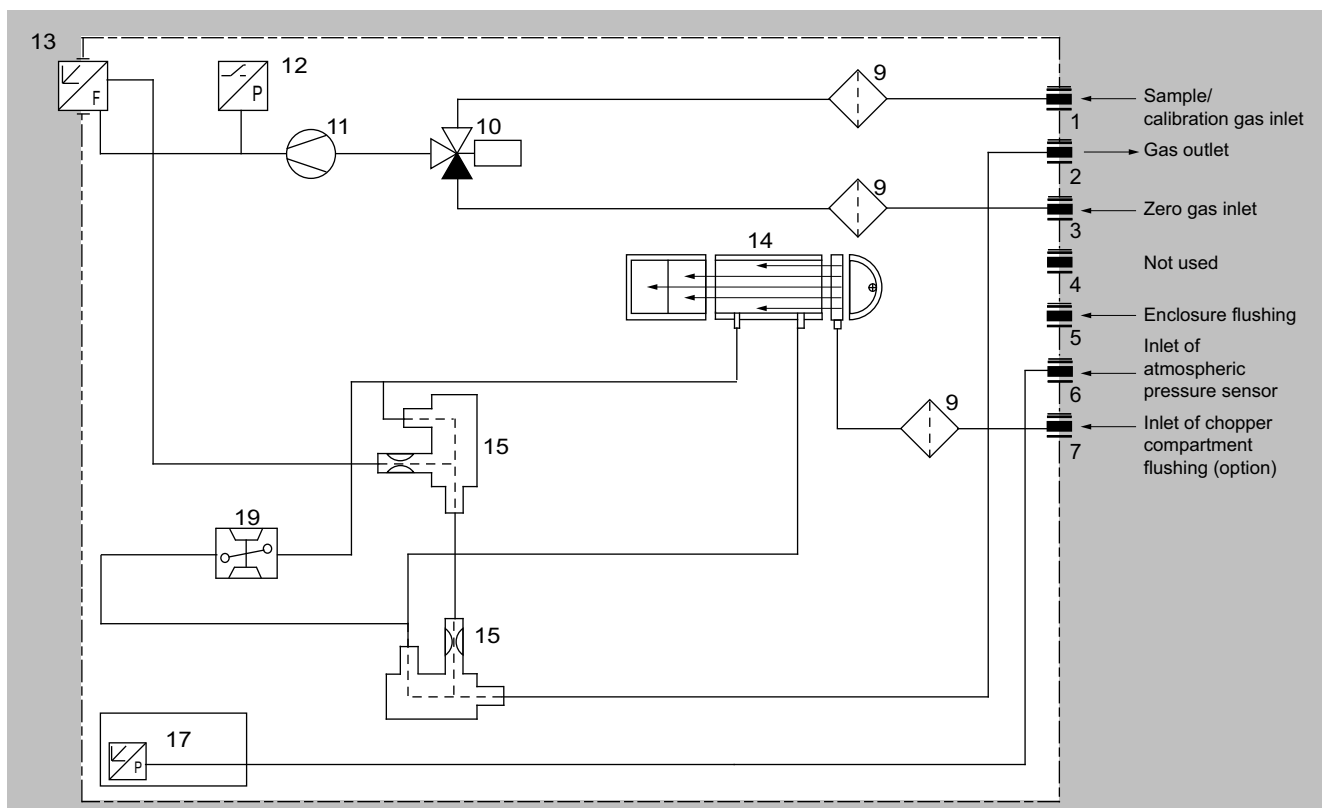 13
F
12
P
11
10
9
1
Sample/
calibration gas inlet
2
Gas outlet
9
3
Zero gas inlet
14
4
Not used
5
Enclosure flushing
6
Inlet of
atmospheric
pressure sensor
9
7
Inlet of chopper
compartment
flushing (option)
15
19
15
17
P